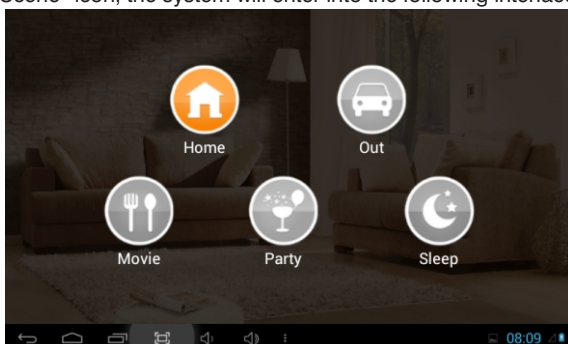 Scene" icon, the system will enter into the following interface
Home
Out
Movie
Party
Sleep
08:09